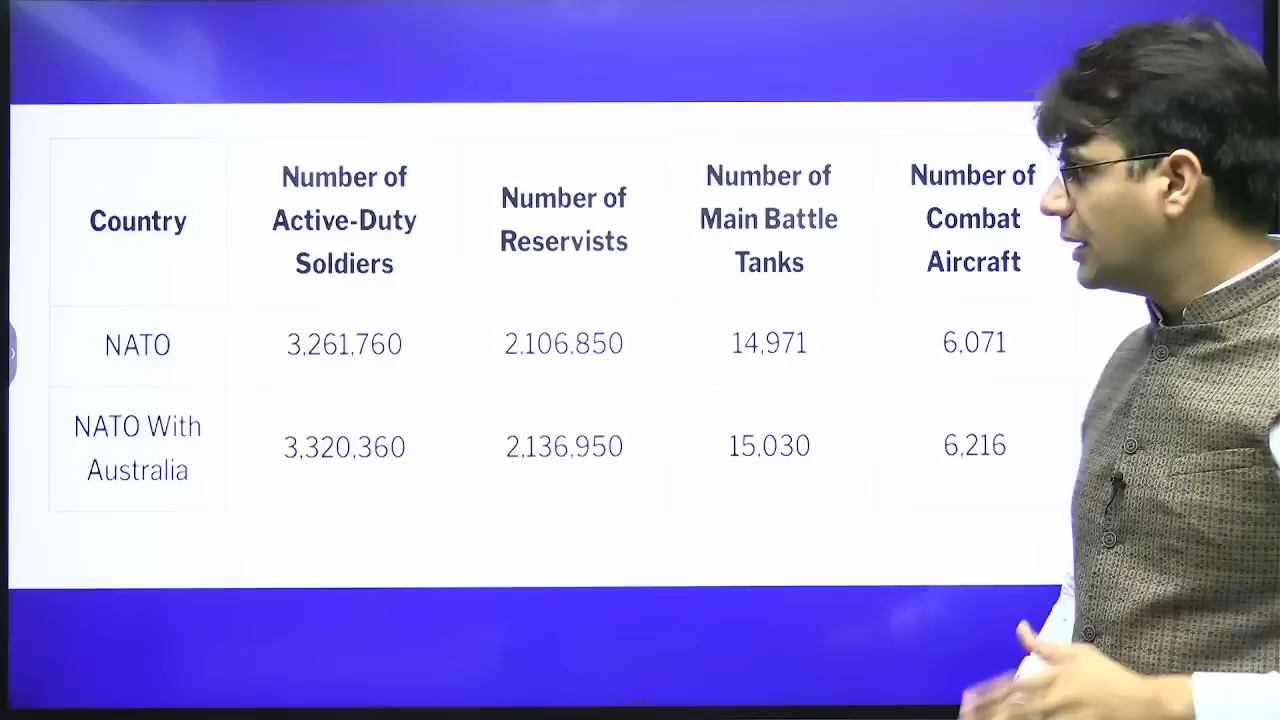 Country
Number of
Active-Duty
Soldiers
Number of
Reservists
Number of
Main Battle
Tanks
Number of
Combat
Aircraft
NATO
3,261,760
2,106,850
14,971
6,071
NATO With
Australia
3,320,360
2,136,950
15,030
6,216